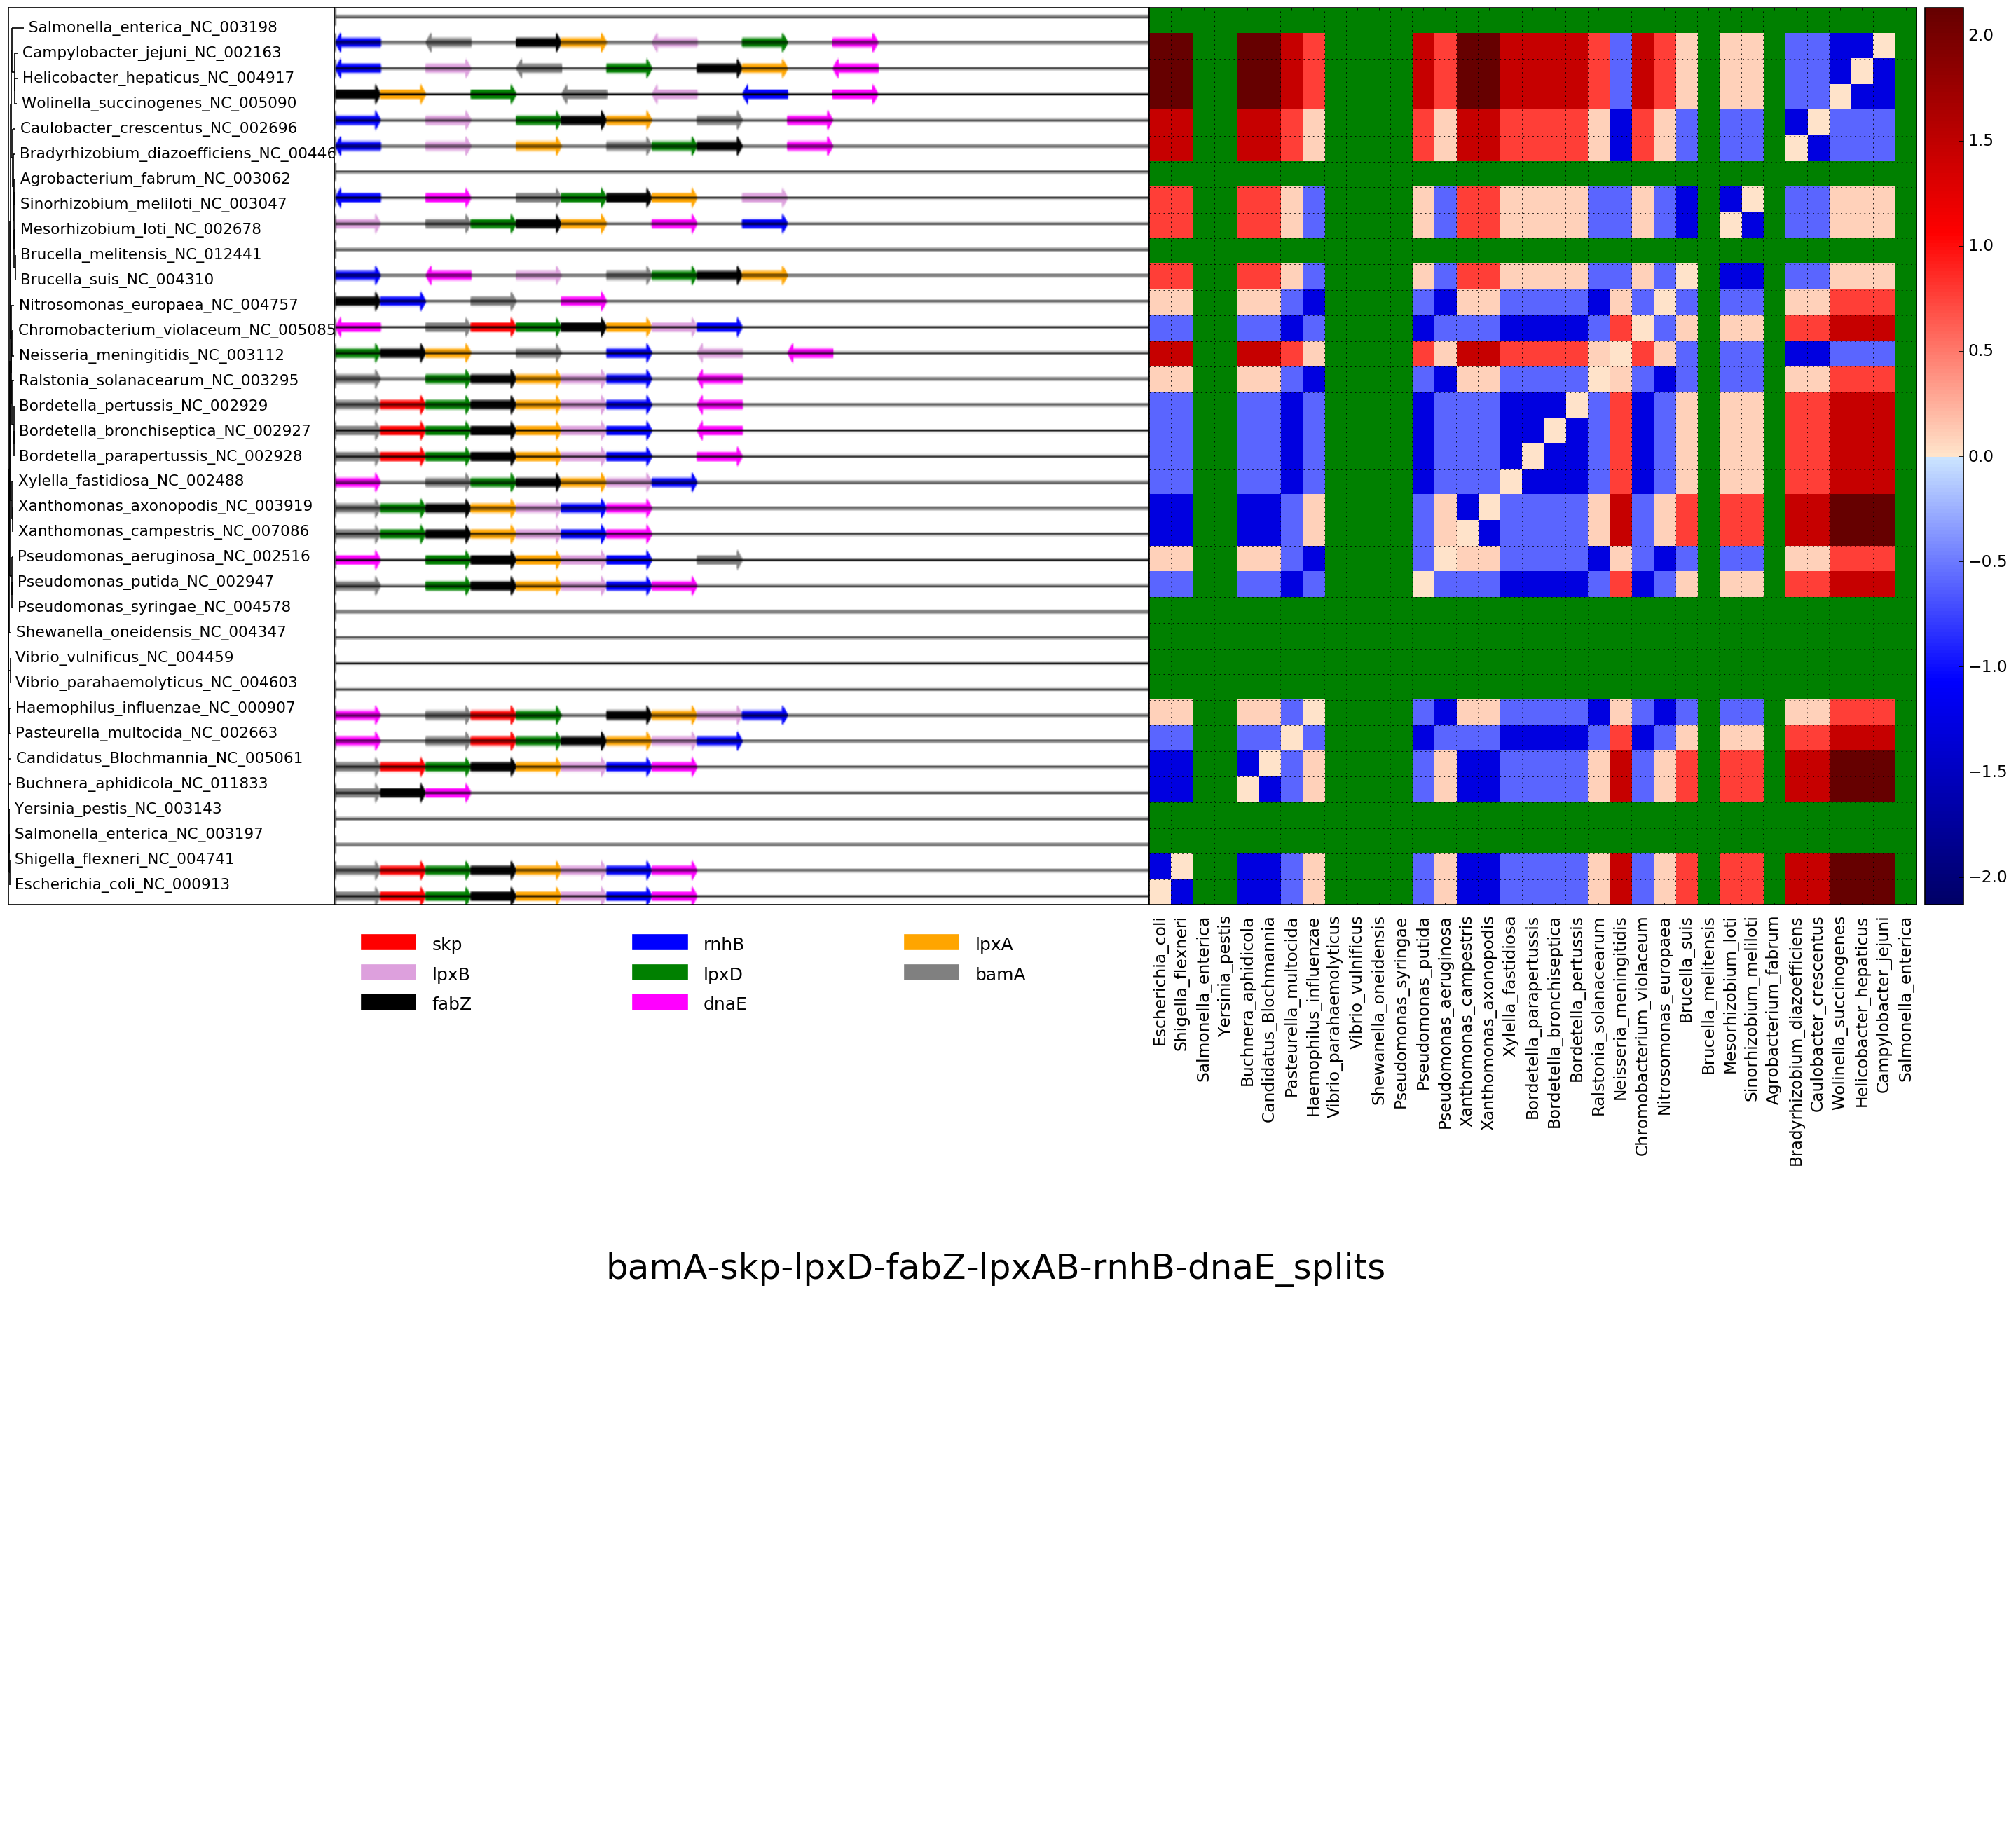 Salmonella_enterica_NC_003198
Campylobacter_jejuni_NC_002163
Helicobacter_hepaticus_NC_004917
Wolinella_succinogenes_NC_005090
Caulobacter_crescentus_NC_002696
Bradyrhizobium_diazoefficiens_NC_00446
Agrobacterium_fabrum_NC_003062
Sinorhizobium_meliloti_NC_003047
Mesorhizobium_loti_NC_002678
Brucella_melitensis_NC_012441
Brucella_suis_NC_004310
Nitrosomonas_europaea_NC_004757
Chromobacterium_violaceum_NC_005085
Neisseria_meningitidis_NC_003112
Ralstonia_solanacearum_NC_003295
Bordetella_pertussis_NC_002929
Bordetella_bronchiseptica_NC_002927
Bordetella_parapertussis_NC_002928
Xylella_fastidiosa_NC_002488
Xanthomonas_axonopodis_NC_003919
Xanthomonas_campestris_NC_007086
Pseudomonas_aeruginosa_NC_002516
Pseudomonas_putida_NC_002947
Pseudomonas_syringae_NC_004578
Shewanella_oneidensis_NC_004347
Vibrio_vulnificus_NC_004459
Vibrio_parahaemolyticus_NC_004603
Haemophilus_influenzae_NC_000907
Pasteurella_multocida_NC_002663
Candidatus_Blochmannia_NC_005061
Buchnera_aphidicola_NC_011833
Yersinia_pestis_NC_003143
Salmonella_enterica_NC_003197
Shigella_flexneri_NC_004741
Escherichia_coli_NC_000913
2.0
1.5
1.0
0.5
0.0
−0.5
−1.0
−1.5
−2.0
skp
lpxB
fabZ
rnhB
lpxD
dnaE
lpxA
bamA
Escherichia_coli
Shigella_flexneri
Salmonella_enterica
Yersinia_pestis
Buchnera_aphidicola
Candidatus_Blochmannia
Pasteurella_multocida
Haemophilus_influenzae
Vibrio_parahaemolyticus
Vibrio_vulnificus
Shewanella_oneidensis
Pseudomonas_syringae
Pseudomonas_putida
Pseudomonas_aeruginosa
Xanthomonas_campestris
Xanthomonas_axonopodis
Xylella_fastidiosa
Bordetella_parapertussis
Bordetella_bronchiseptica
Bordetella_pertussis
Ralstonia_solanacearum
Neisseria_meningitidis
Chromobacterium_violaceum
Nitrosomonas_europaea
Brucella_suis
Brucella_melitensis
Mesorhizobium_loti
Sinorhizobium_meliloti
Agrobacterium_fabrum
Bradyrhizobium_diazoefficiens
Caulobacter_crescentus
Wolinella_succinogenes
Helicobacter_hepaticus
Campylobacter_jejuni
Salmonella_enterica
bamA-skp-lpxD-fabZ-lpxAB-rnhB-dnaE_splits